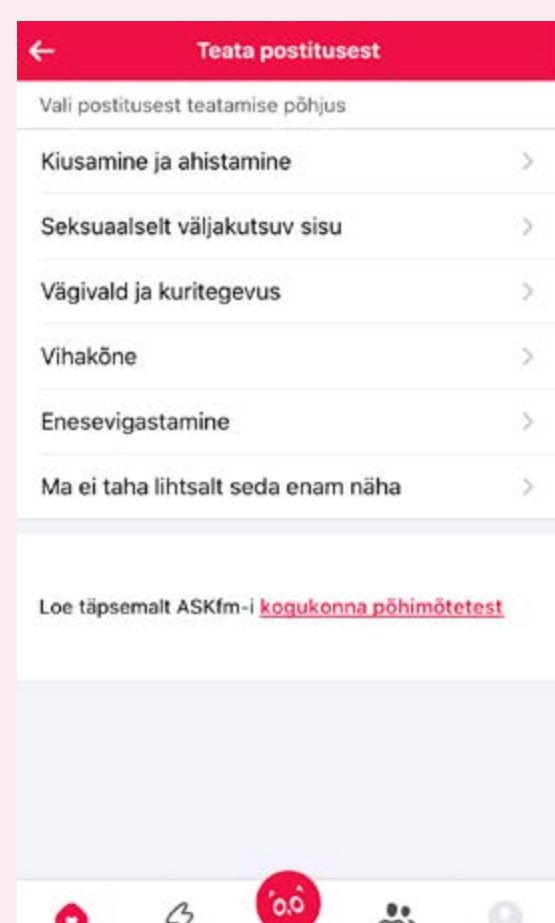 Teata postitusest
Vali postitusest teatamise põhjus
Kiusamine ja ahistamine
Seksuaalselt väljakutsuv sisu
Vägivald ja kuritegevus
Vihakõne
Enesevigastamine
Ma ei taha lihtsalt seda enam näha
Loe täpsemalt ASKfm-i kogukonna põhimõtetest